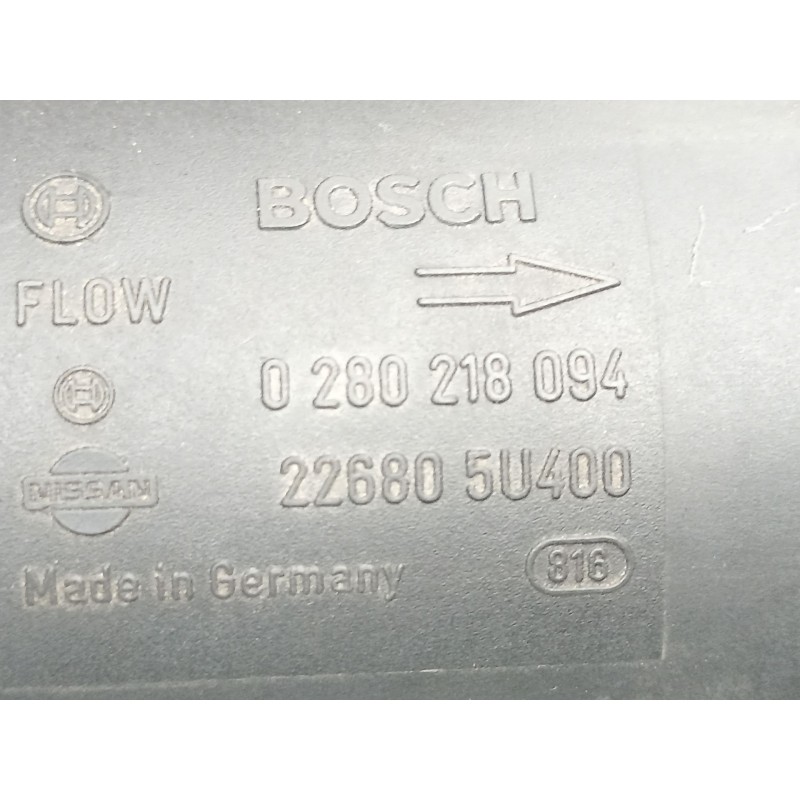 BOSCH
FLOW
0 280 218 094
NISSAN
22680 5U400
Made in Germany
816